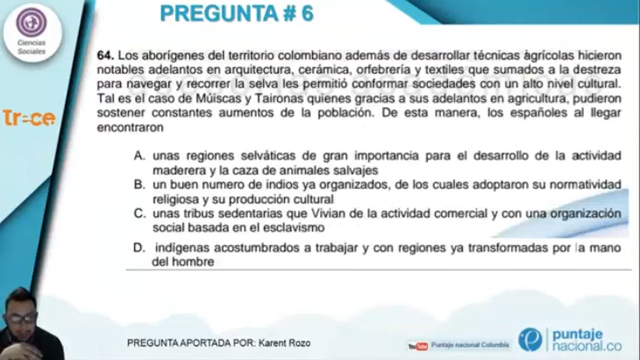 PREGUNTA # 6
Ciencias
Sociales
64. Los aborígenes del territorio colombiano además de desarrollar técnicas agrícolas hicieron
notables adelantos en arquitectura, cerámica, orfebrería y textiles que sumados a la destreza
para navegar y recorrer la selva les permitió conformar sociedades con un alto nivel cultural.
Tal es el caso de Múiscas y Taironas quienes gracias a sus adelantos en agricultura, pudieron
sostener constantes aumentos de la población. De esta manera, los españoles al llegar
encontraron
A. unas regiones selváticas de gran importancia para el desarrollo de la actividad
maderera y la caza de animales salvajes
B. un buen numero de indios ya organizados, de los cuales adoptaron su normatividad
religiosa y su producción cultural
C. unas tribus sedentarias que Vivian de la actividad comercial y con una organización
social basada en el esclavismo
D. indígenas acostumbrados a trabajar y con regiones ya transformadas por la mano
del hombre
PREGUNTA APORTADA POR: Karent Rozo
You Tube Puntaje nacional Colombia
puntaje
nacional.co